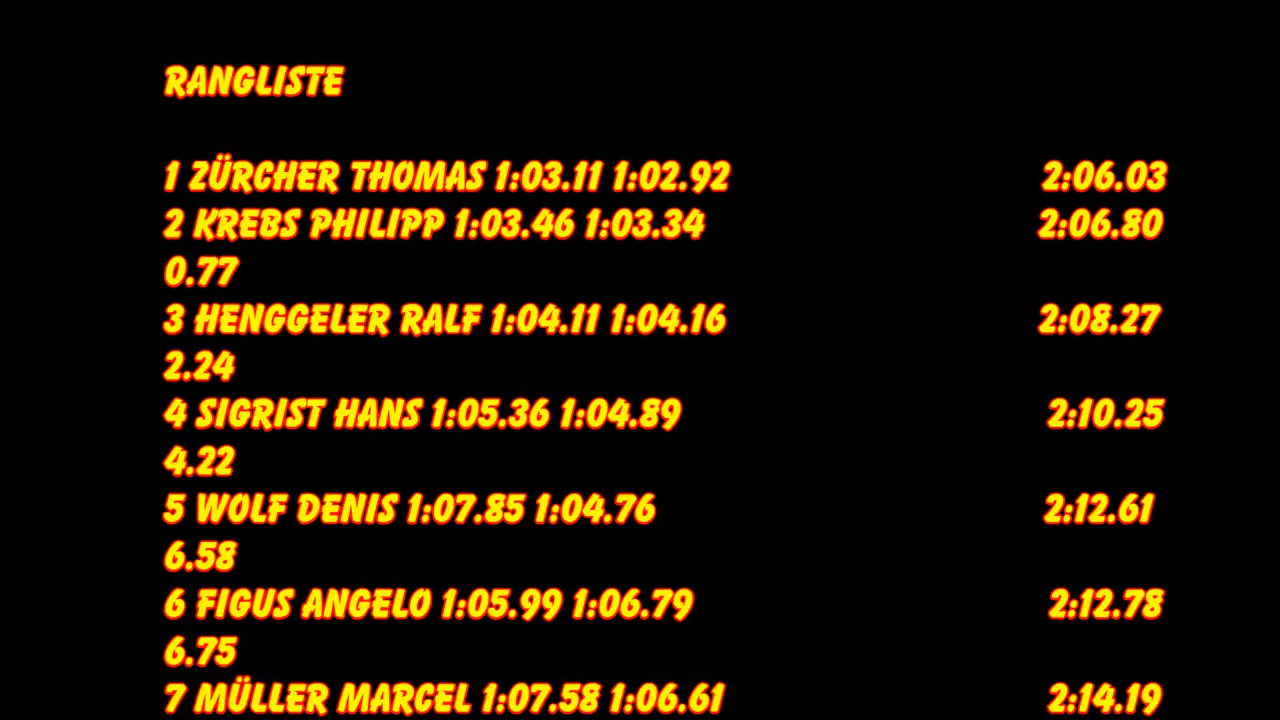 RANGLISTE
1 ZÜRCHER THOMAS 1:03.11 1:02.92 2:06.03
2 KREBS PHILIPP 1:03.46 1:03.34 2:06.80
0.77
3 HENGGELER RALF 1:04.11 1:04.16 2:08.27
2.24
4 SIGRIST HANS 1:05.36 1:04.89 2:10.25
4.22
5 WOLF DENIS 1:07.85 1:04.76 2:12.61
6.58
6 FIGUS ANGELO 1:05.99 1:06.79 2:12.78
6.75
7 MÜLLER MARCEL 1:07.58 1:06.61 2:14.19